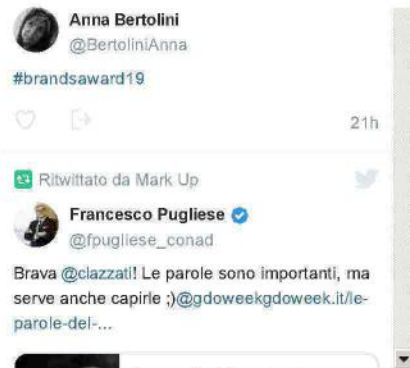 Anna Bertolini
@BertoliniAnna
#brandsaward19
21h
Ritwittato da Mark Up
Francesco Pugliese
@fpugliese_conad
Brava @clazzati! Le parole sono importanti, ma
serve anche capirle ;)@gdoweekgdoweek.it/le-
parole-del-...